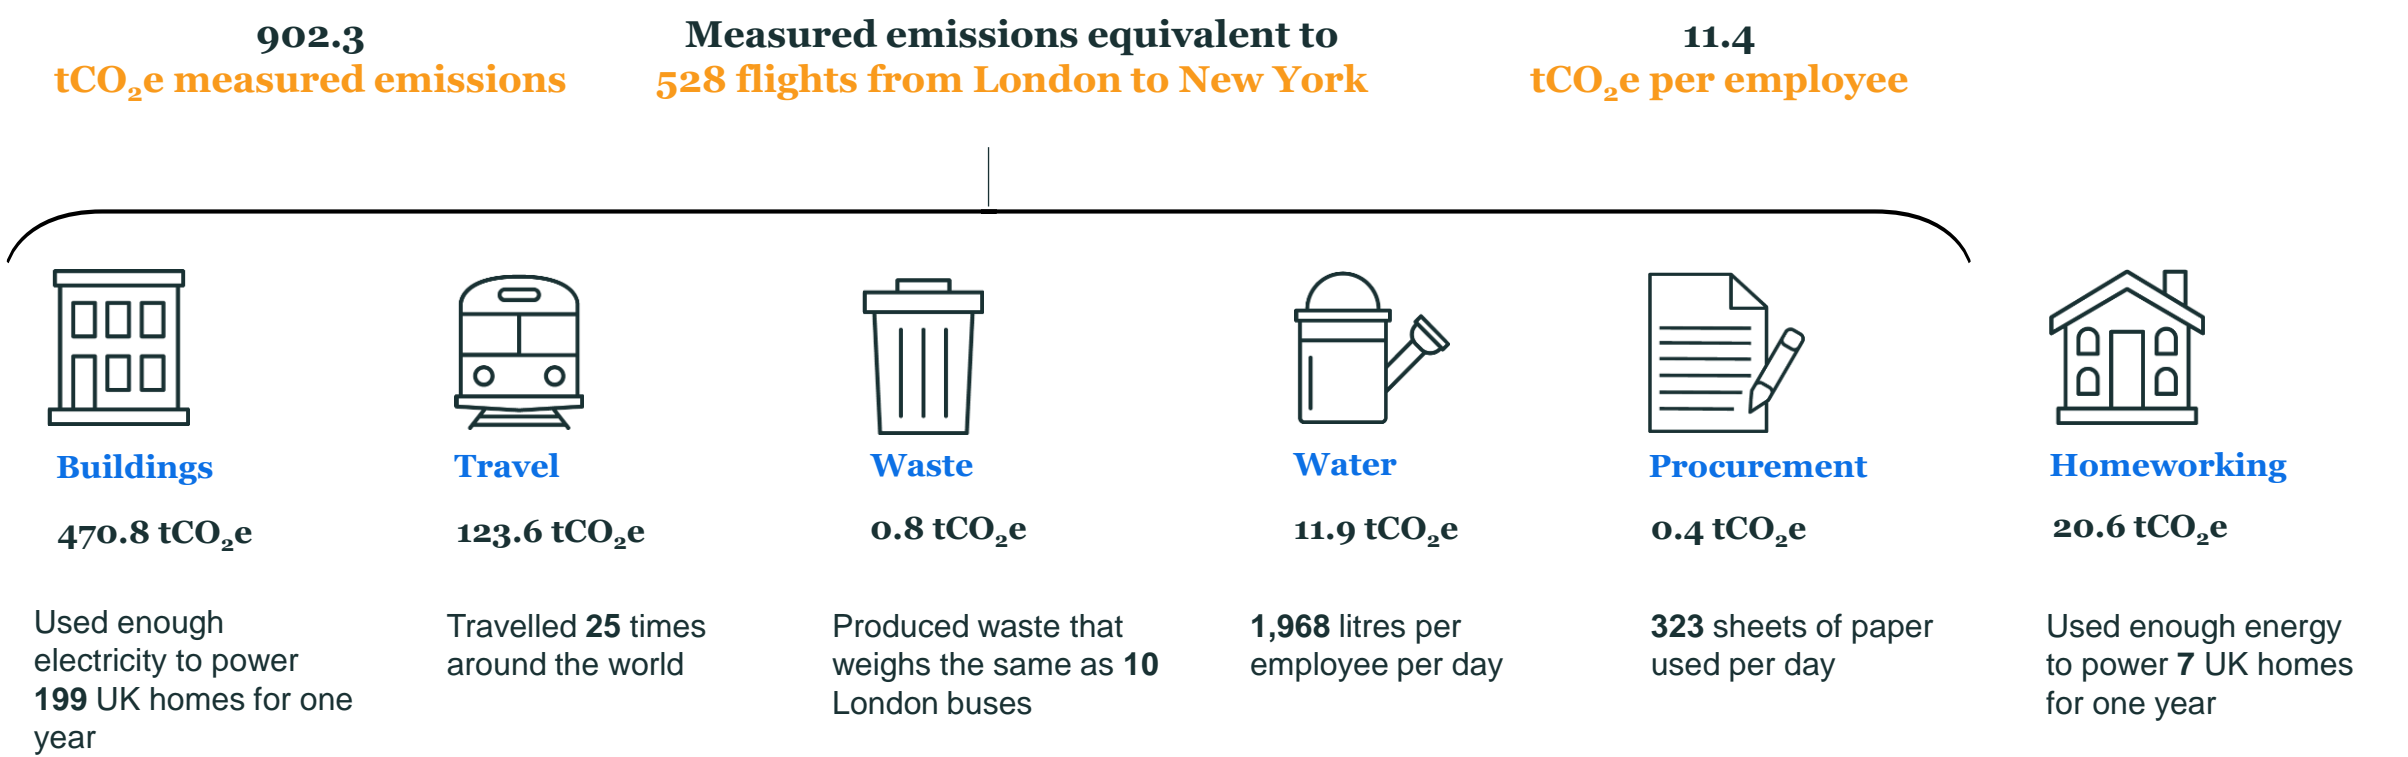 902.3
tCO₂e measured emissions
Measured emissions equivalent to
528 flights from London to New York
11.4
tCO₂e per employee
Buildings
470.8 tCO₂e
Used enough
electricity to power
199 UK homes for one
year
Travel
123.6 tCO₂e
Travelled 25 times
around the world
Waste
0.8 tCO₂e
Produced waste that
weighs the same as 10
London buses
Water
11.9 tCO₂e
1,968 litres per
employee per day
Procurement
0.4 tCO₂e
323 sheets of paper
used per day
Homeworking
20.6 tCO₂e
Used enough energy
to power 7 UK homes
for one year